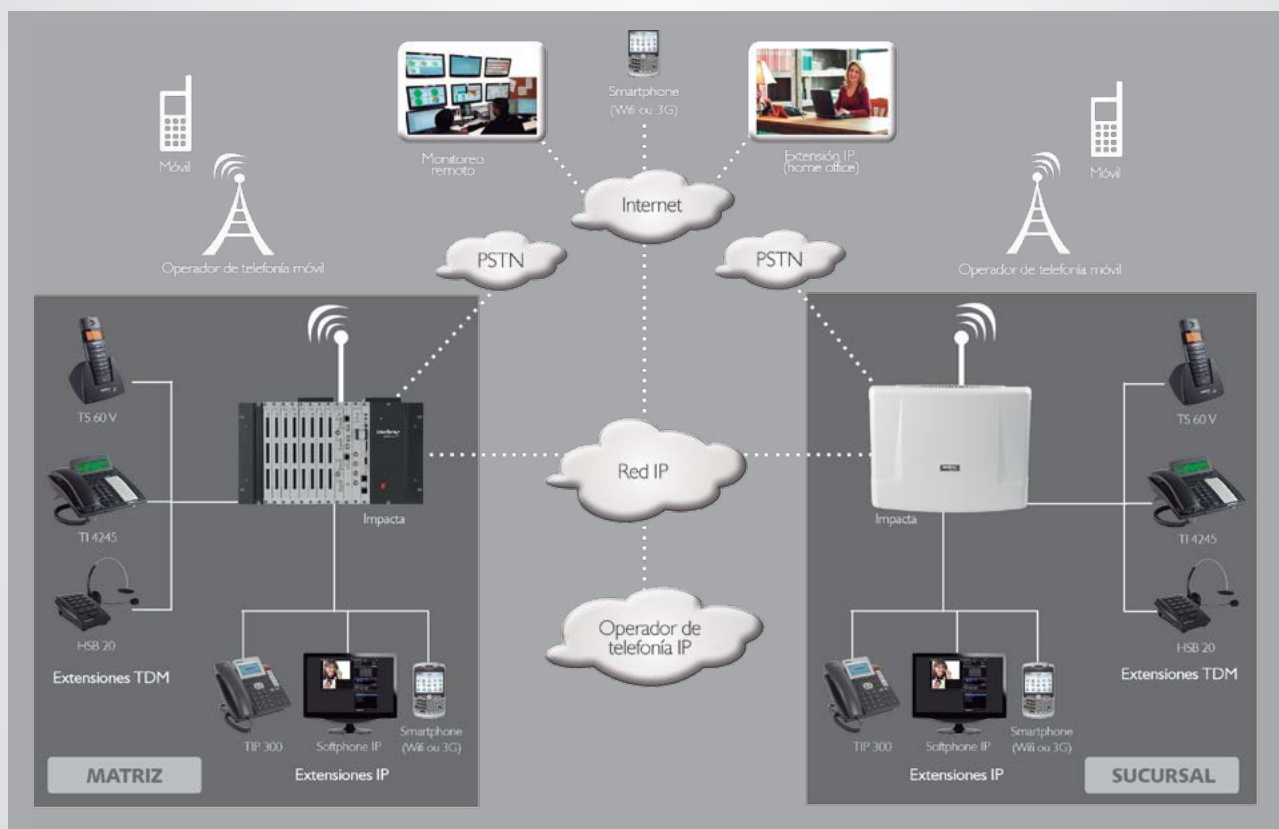 Smartphone
(Wifi ou 3G)
Monitoreo
remoto
Extensión IP
(home office)
Móvil
Móvil
Internet
PSTN
PSTN
Operador de telefonía móvil
Operador de telefonía móvil
TS 60 V
TI 4245
HSB 20
Extensiones TDM
Impacta
Red IP
Impacta
TS 60 V
TI 4245
HSB 20
Extensiones TDM
Operador de
telefonía IP
TIP 300
Softphone IP
Smartphone
(Wifi ou 3G)
Extensiones IP
MATRIZ
TIP 300
Softphone IP
Smartphone
(Wifi ou 3G)
Extensiones IP
SUCURSAL